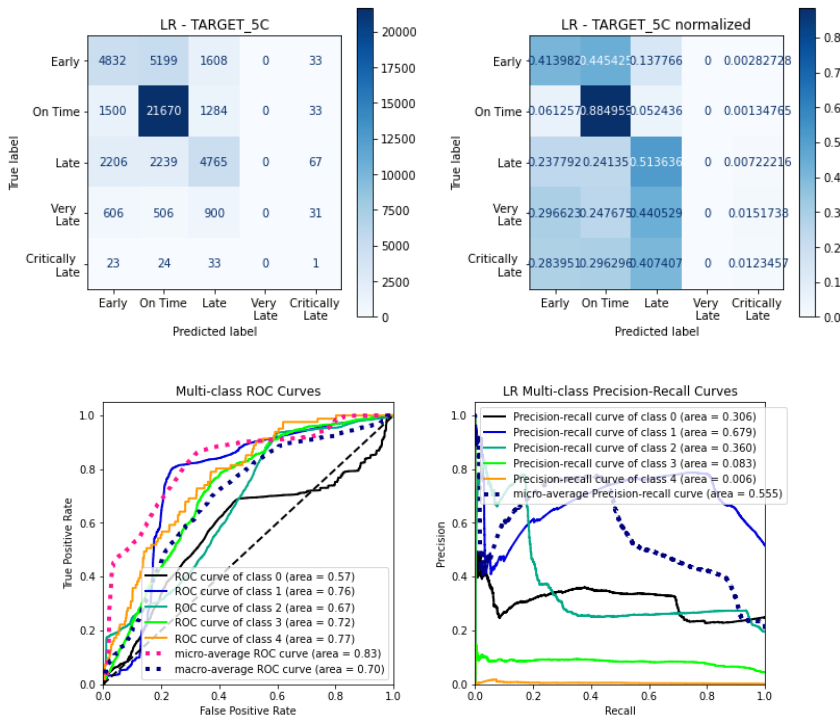 LR - TARGET_5C
Early 4832 5199 1608 0 33
On Time 1500 21670 1284 0 33
Late 2206 2239 4765 0 67
Very
Late 606 506 900 0 31
Critically
Late 23 24 33 0 1
Early On Time Late Very Critically
Late Late
Predicted label
True label
20000
17500
15000
12500
10000
7500
5000
2500
0
LR - TARGET_5C normalized
Early 0.413982 0.445425 0.137766 0 0.00282728
On Time 0.061257 0.884959 0.052436 0 0.00134765
Late 0.237792 0.24135 0.513636 0 0.00722216
Very
Late 0.296623 0.247675 0.440529 0 0.0151738
Critically
Late 0.283951 0.296296 0.407407 0 0.0123457
Early On Time Late Very Critically
Late Late
Predicted label
True label
0.8
0.7
0.6
0.5
0.4
0.3
0.2
0.1
0.0
Multi-class ROC Curves
1.0
0.8
0.6
0.4
0.2
0.0
True Positive Rate
ROC curve of class 0 (area = 0.57)
ROC curve of class 1 (area = 0.76)
ROC curve of class 2 (area = 0.67)
ROC curve of class 3 (area = 0.72)
ROC curve of class 4 (area = 0.77)
micro-average ROC curve (area = 0.83)
macro-average ROC curve (area = 0.70)
0.0 0.2 0.4 0.6 0.8 1.0
False Positive Rate
LR Multi-class Precision-Recall Curves
1.0
0.8
0.6
0.4
0.2
0.0
Precision
Precision-recall curve of class 0 (area = 0.306)
Precision-recall curve of class 1 (area = 0.679)
Precision-recall curve of class 2 (area = 0.360)
Precision-recall curve of class 3 (area = 0.083)
Precision-recall curve of class 4 (area = 0.006)
micro-average Precision-recall curve (area = 0.555)
0.0 0.2 0.4 0.6 0.8 1.0
Recall